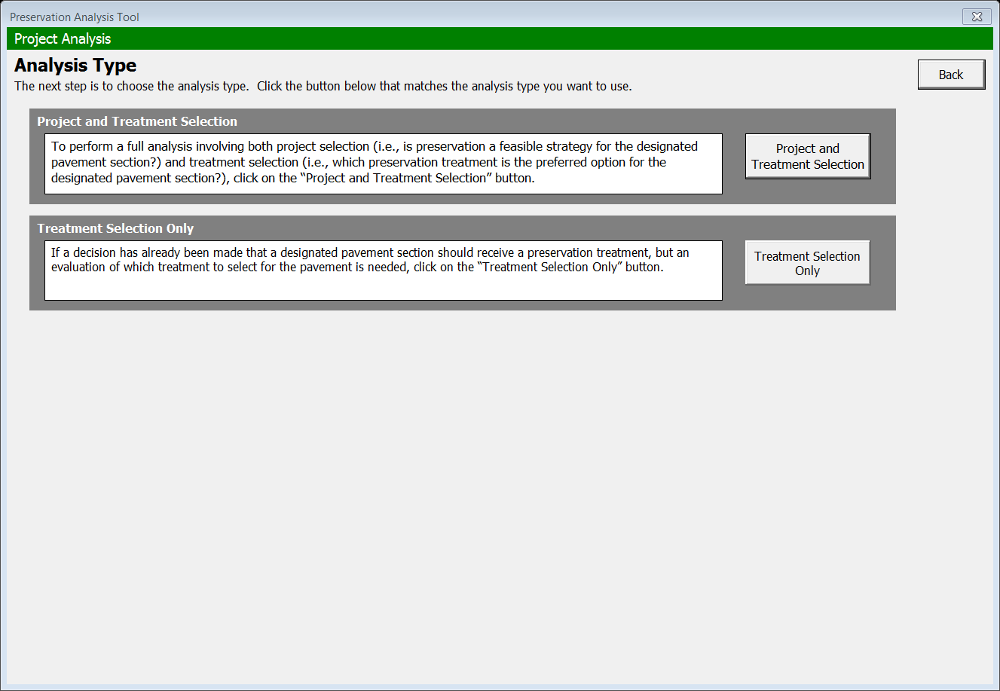 Preservation Analysis Tool
Project Analysis
Analysis Type
Back
The next step is to choose the analysis type.  Click the button below that matches the analysis type you want to use.
Project and Treatment Selection
To perform a full analysis involving both project selection (i.e., is preservation a feasible strategy for the designated
pavement section?) and treatment selection (i.e., which preservation treatment is the preferred option for the
designated pavement section?), click on the “Project and Treatment Selection” button.
Project and
Treatment Selection
Treatment Selection Only
If a decision has already been made that a designated pavement section should receive a preservation treatment, but an
evaluation of which treatment to select for the pavement is needed, click on the “Treatment Selection Only” button.
Treatment Selection
Only